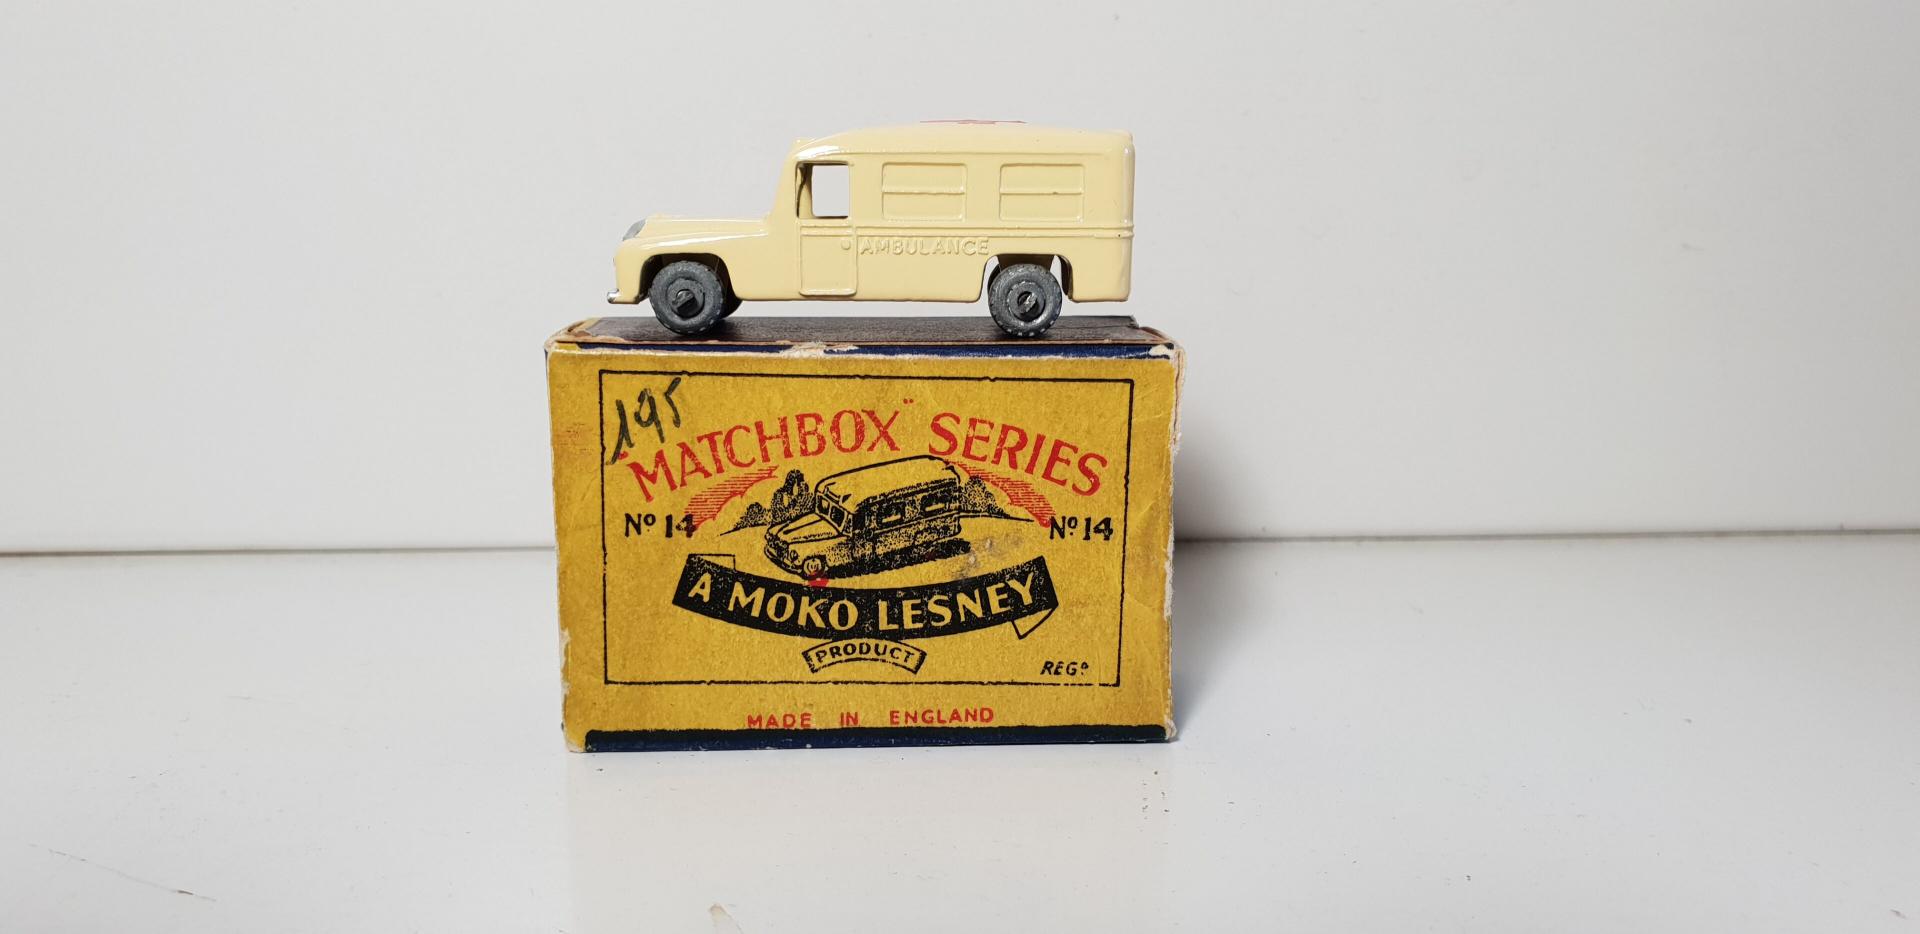 AMBULANCE
195
"MATCHBOX" SERIES
Nº 14
Nº 14
A MOKO LESNEY
PRODUCT
REGᴰ
MADE IN ENGLAND